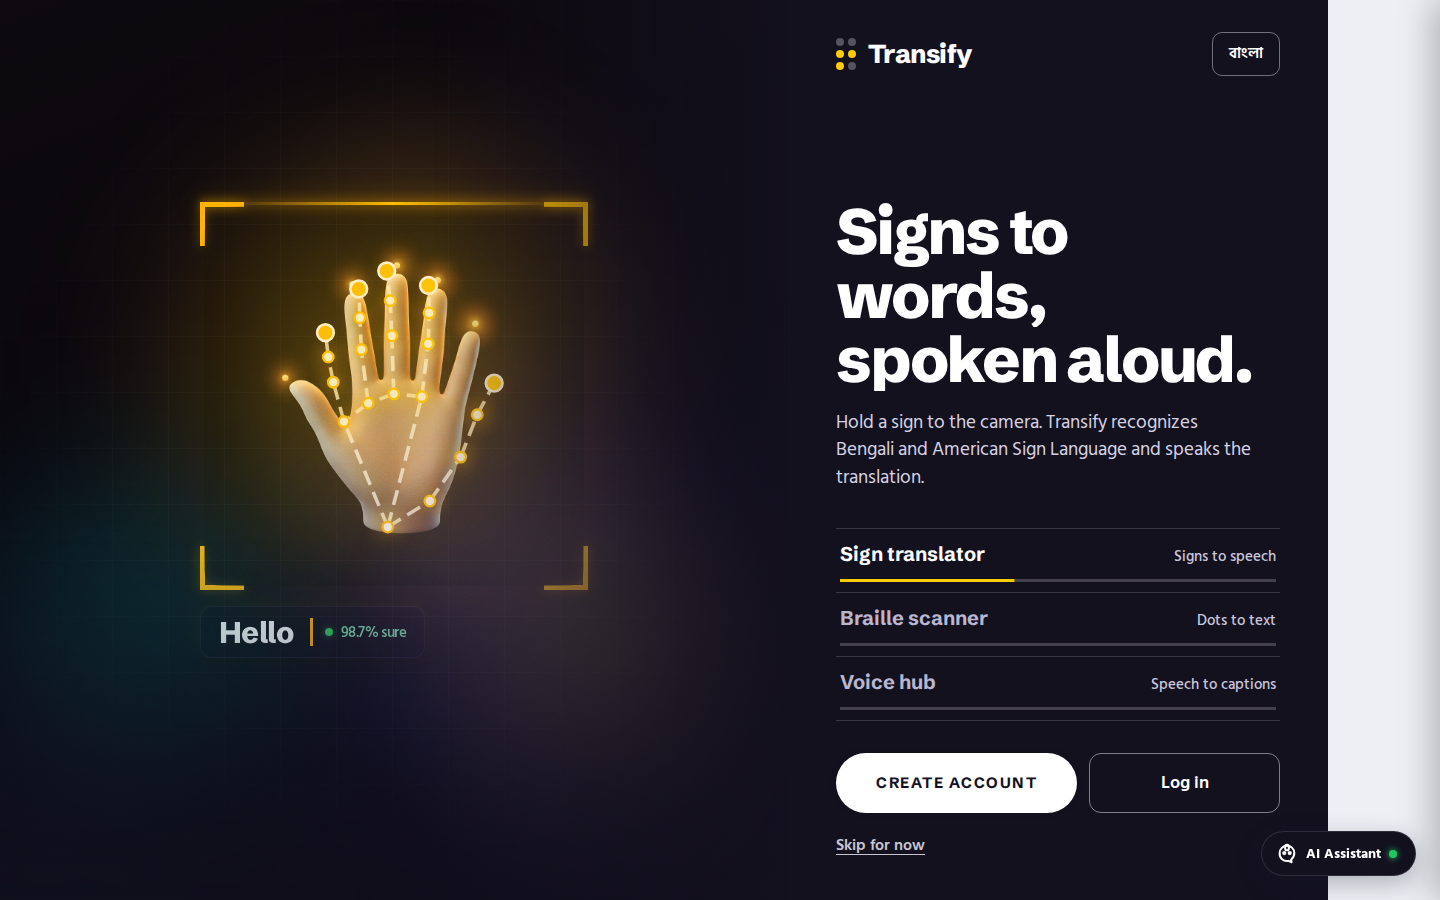 Transify
বাংলা
Signs to
words,
spoken aloud.
Hold a sign to the camera. Transify recognizes
Bengali and American Sign Language and speaks the
translation.
Sign translator
Signs to speech
Braille scanner
Dots to text
Voice hub
Speech to captions
CREATE ACCOUNT
Log in
Skip for now
Hello
98.7% sure
AI Assistant